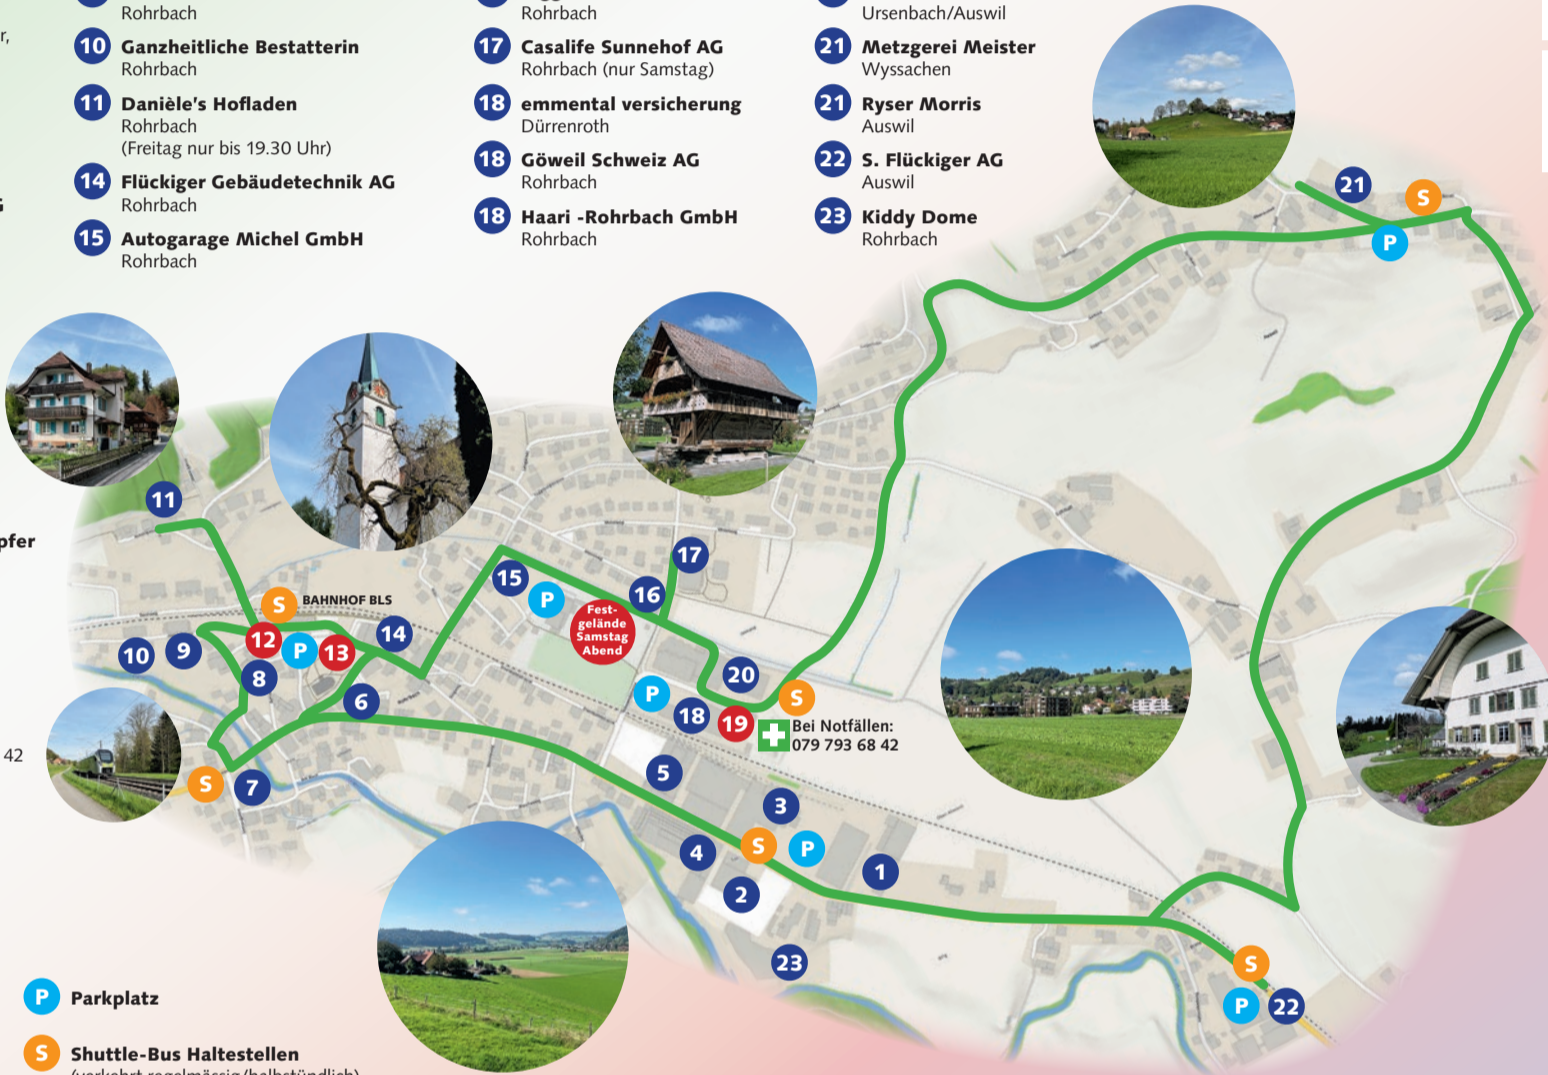 Rohrbach
10 Ganzheitliche Bestatterin
Rohrbach
11 Danièle's Hofladen
Rohrbach
(Freitag nur bis 19.30 Uhr)
14 Flückiger Gebäudetechnik AG
Rohrbach
15 Autogarage Michel GmbH
Rohrbach
Rohrbach
17 Casalife Sunnehof AG
Rohrbach (nur Samstag)
18 emmental versicherung
Dürrenroth
18 Göweil Schweiz AG
Rohrbach
18 Haari -Rohrbach GmbH
Rohrbach
Ursenbach/Auswil
21 Metzgerei Meister
Wyssachen
21 Ryser Morris
Auswil
22 S. Flückiger AG
Auswil
23 Kiddy Dome
Rohrbach
21
S
P
11
17
15
P
16
Fest-
gelände
Samstag
Abend
S BAHNHOF BLS
12
P
13
14
10
9
8
6
20
P
18
19
S
Bei Notfällen:
079 793 68 42
42
S
7
5
3
4
S
P
2
1
23
S
P
22
P Parkplatz
S Shuttle-Bus Haltestellen
(verkehrt regelmässig/halbstündlich)